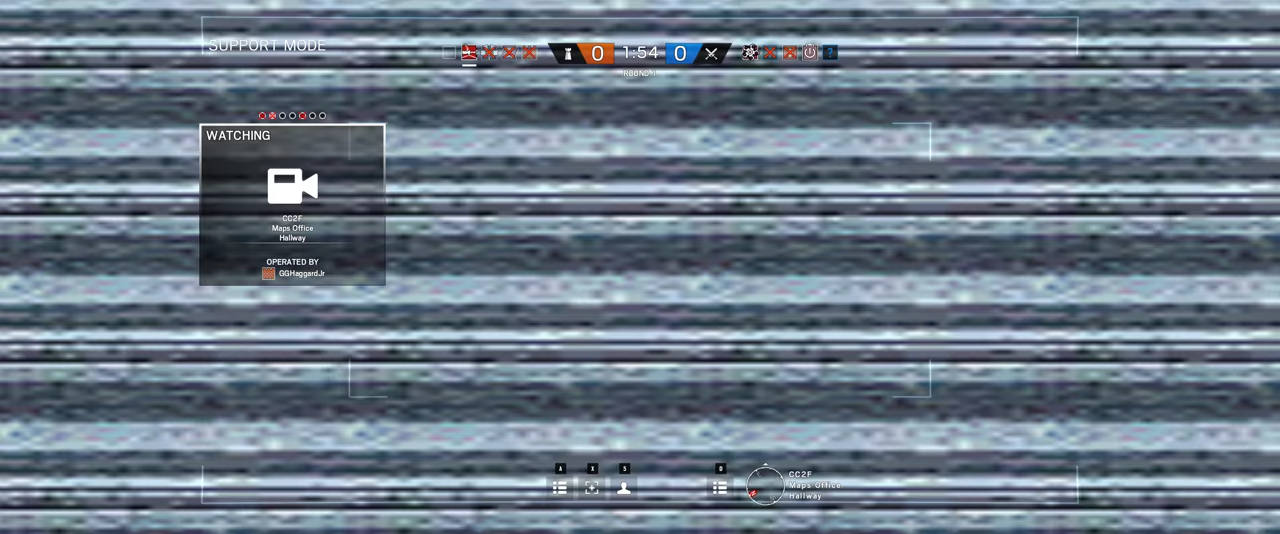 SUPPORT MODE
0 1:54 0
ROUND 1
?
WATCHING
CC2F
Maps Office
Hallway
OPERATED BY
GGHaggardJr
A X 5
CC2F
Maps Office
Hallway